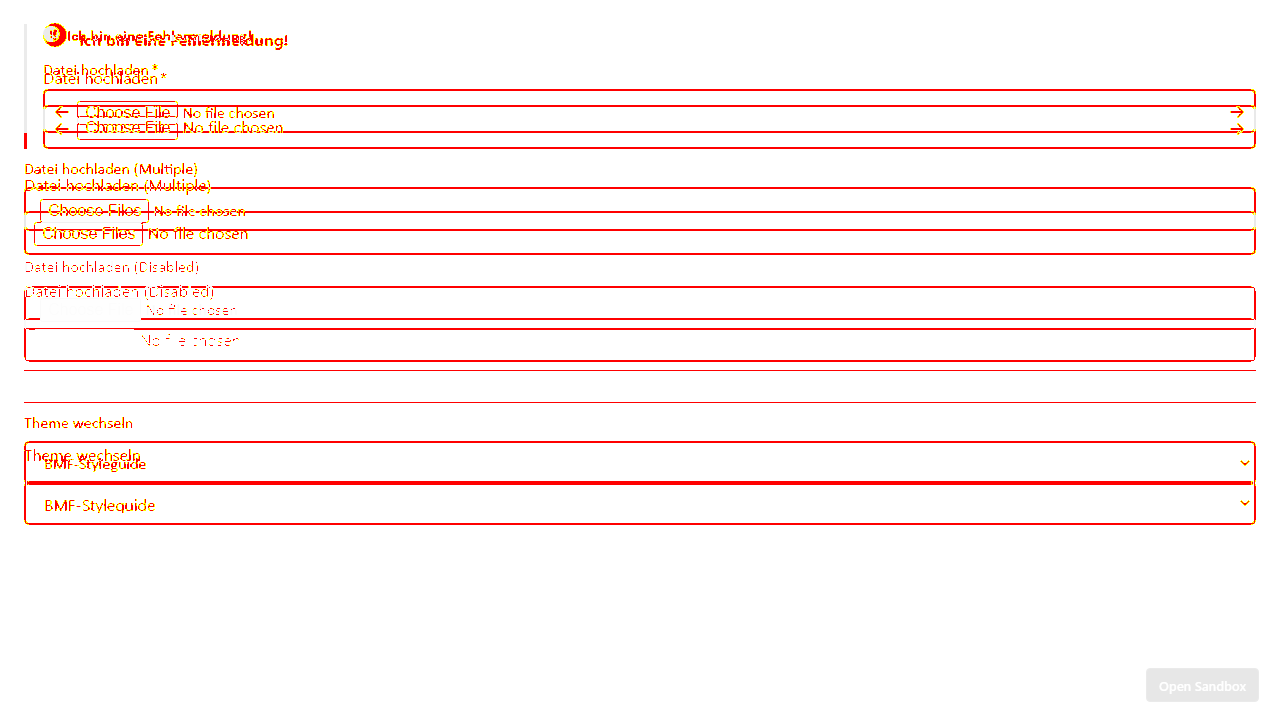 Ich bin eine Fehlermeldung!
Ich bin eine Fehlermeldung!
Datei hochladen *
Datei hochladen *
Choose File No file chosen
Choose File No file chosen
Datei hochladen (Multiple)
Datei hochladen (Multiple)
Choose Files No file chosen
Choose Files No file chosen
Datei hochladen (Disabled)
Datei hochladen (Disabled)
No file chosen
No file chosen
Theme wechseln
Theme wechseln
BMF-Styleguide
BMF-Styleguide
Open Sandbox